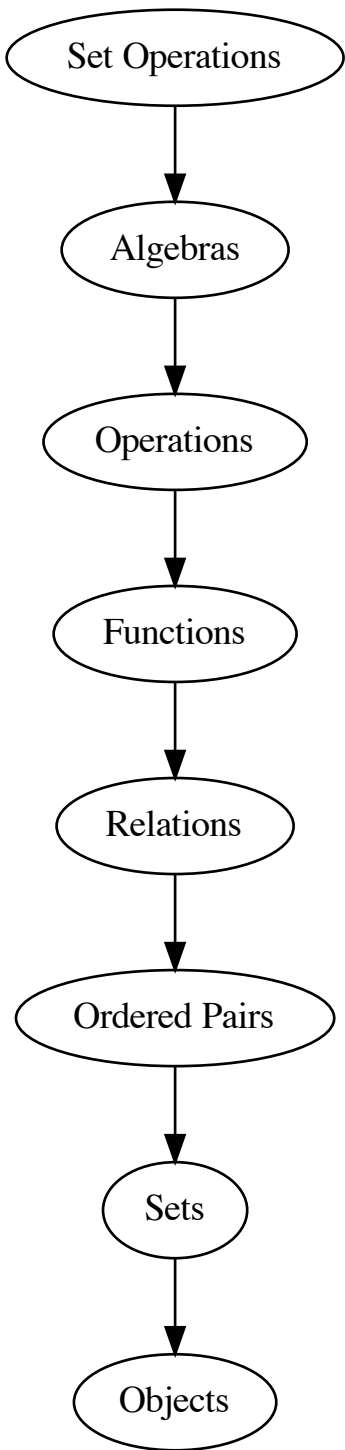 Set Operations
Algebras
Operations
Functions
Relations
Ordered Pairs
Sets
Objects